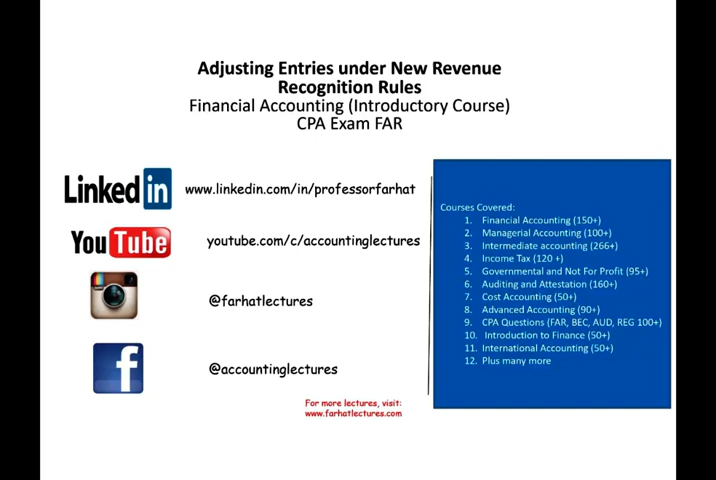 Adjusting Entries under New Revenue
Recognition Rules
Financial Accounting (Introductory Course)
CPA Exam FAR
Linked in
www.linkedin.com/in/professorfarhat
YouTube
youtube.com/c/accountinglectures
@farhatlectures
f
@accountinglectures
For more lectures, visit:
www.farhatlectures.com
Courses Covered:
1. Financial Accounting (150+)
2. Managerial Accounting (100+)
3. Intermediate accounting (266+)
4. Income Tax (120 +)
5. Governmental and Not For Profit (95+)
6. Auditing and Attestation (160+)
7. Cost Accounting (50+)
8. Advanced Accounting (90+)
9. CPA Questions (FAR, BEC, AUD, REG 100+)
10. Introduction to Finance (50+)
11. International Accounting (50+)
12. Plus many more